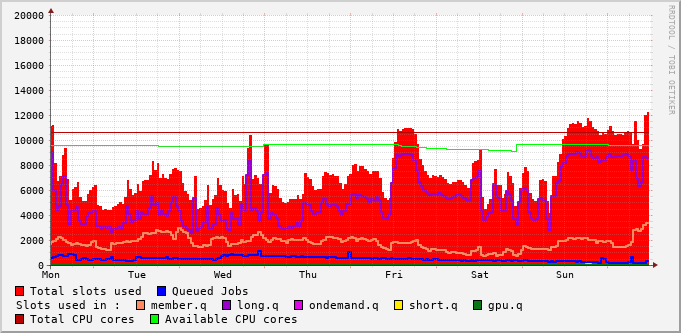 20000
18000
16000
14000
12000
10000
8000
6000
4000
2000
0
Mon Tue Wed Thu Fri Sat Sun
Total slots used Queued Jobs
Slots used in : member.q long.q ondemand.q short.q gpu.q
Total CPU cores Available CPU cores
RRDTOOL / TOBI OETIKER